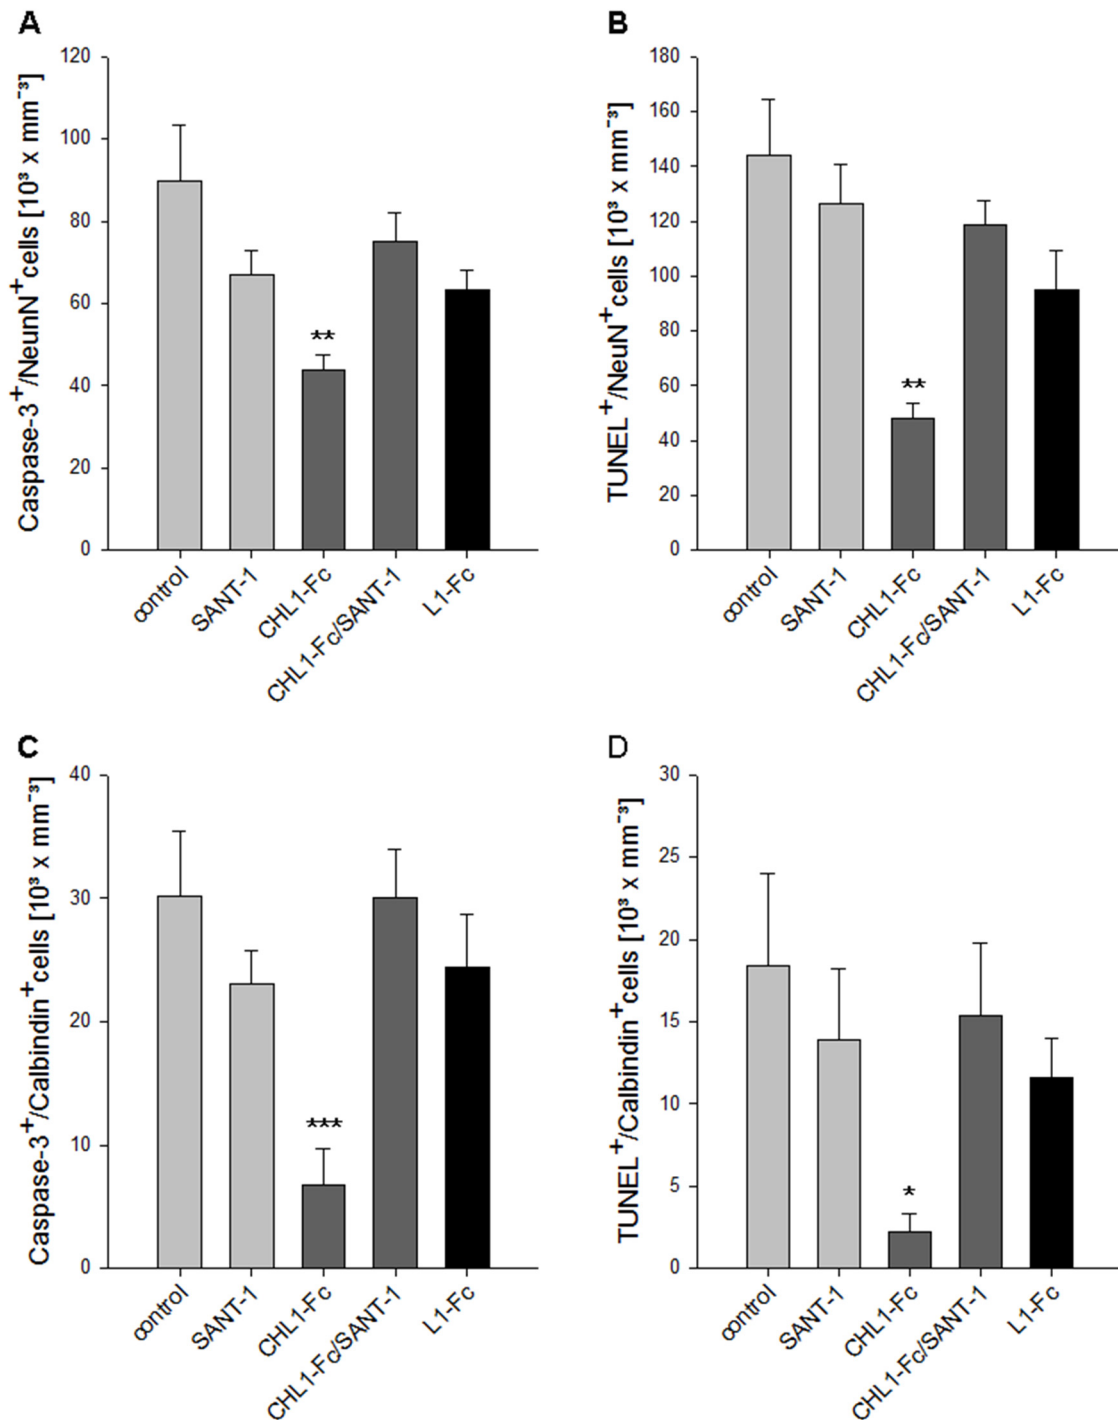 A
Caspase-3⁺/NeunN⁺cells [10³ x mm⁻³]
120
100
80
60
40
20
0
**
control
SANT-1
CHL1-Fc
CHL1-Fc/SANT-1
L1-Fc
B
TUNEL⁺/NeuN⁺cells [10³ x mm⁻³]
180
160
140
120
100
80
60
40
20
0
**
control
SANT-1
CHL1-Fc
CHL1-Fc/SANT-1
L1-Fc
C
Caspase-3⁺/Calbindin⁺cells [10³ x mm⁻³]
40
30
20
10
0
***
control
SANT-1
CHL1-Fc
CHL1-Fc/SANT-1
L1-Fc
D
TUNEL⁺/Calbindin⁺cells [10³ x mm⁻³]
30
25
20
15
10
5
0
*
control
SANT-1
CHL1-Fc
CHL1-Fc/SANT-1
L1-Fc